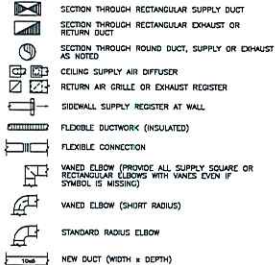 SECTION THROUGH RECTANGULAR SUPPLY DUCT
SECTION THROUGH RECTANGULAR EXHAUST OR
RETURN DUCT
SECTION THROUGH ROUND DUCT, SUPPLY OR EXHAUST
AS NOTED
CEILING SUPPLY AIR DIFFUSER
RETURN AIR GRILLE OR EXHAUST REGISTER
SIDEWALL SUPPLY REGISTER AT WALL
FLEXIBLE DUCTWORK (INSULATED)
FLEXIBLE CONNECTION
VANED ELBOW (PROVIDE ALL SUPPLY SQUARE OR
RECTANGULAR ELBOWS WITH VANES EVEN IF
SYMBOL IS MISSING)
VANED ELBOW (SHORT RADIUS)
STANDARD RADIUS ELBOW
NEW DUCT (WIDTH x DEPTH)